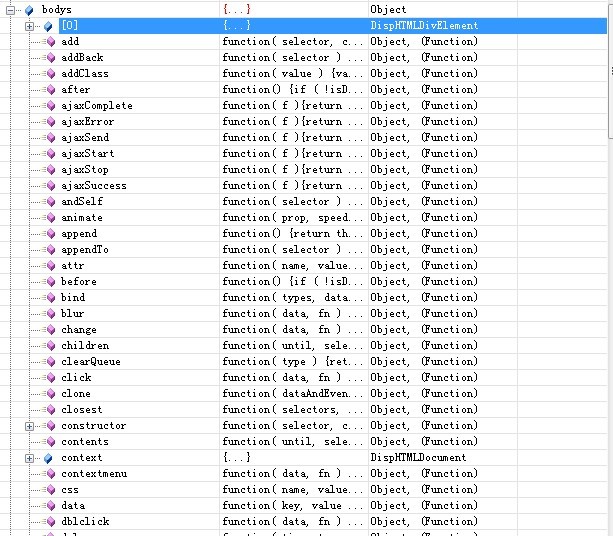 bodys {...} Object
[0] {...} DispHTMLDivElement
add function( selector, c... Object, (Function)
addBack function( selector ) ... Object, (Function)
addClass function( value ) {va... Object, (Function)
after function() {if ( !isD... Object, (Function)
ajaxComplete function( f ){return ... Object, (Function)
ajaxError function( f ){return ... Object, (Function)
ajaxSend function( f ){return ... Object, (Function)
ajaxStart function( f ){return ... Object, (Function)
ajaxStop function( f ){return ... Object, (Function)
ajaxSuccess function( f ){return ... Object, (Function)
andSelf function( selector ) ... Object, (Function)
animate function( prop, speed... Object, (Function)
append function() {return th... Object, (Function)
appendTo function( selector ) ... Object, (Function)
attr function( name, value... Object, (Function)
before function() {if ( !isD... Object, (Function)
bind function( types, data... Object, (Function)
blur function( data, fn ) ... Object, (Function)
change function( data, fn ) ... Object, (Function)
children function( until, sele... Object, (Function)
clearQueue function( type ) {ret... Object, (Function)
click function( data, fn ) ... Object, (Function)
clone function( dataAndEven... Object, (Function)
closest function( selectors, ... Object, (Function)
constructor function( selector, c... Object, (Function)
contents function( until, sele... Object, (Function)
context {...} DispHTMLDocument
contextmenu function( data, fn ) ... Object, (Function)
css function( name, value... Object, (Function)
data function( key, value ... Object, (Function)
dblclick function( data, fn ) ... Object, (Function)